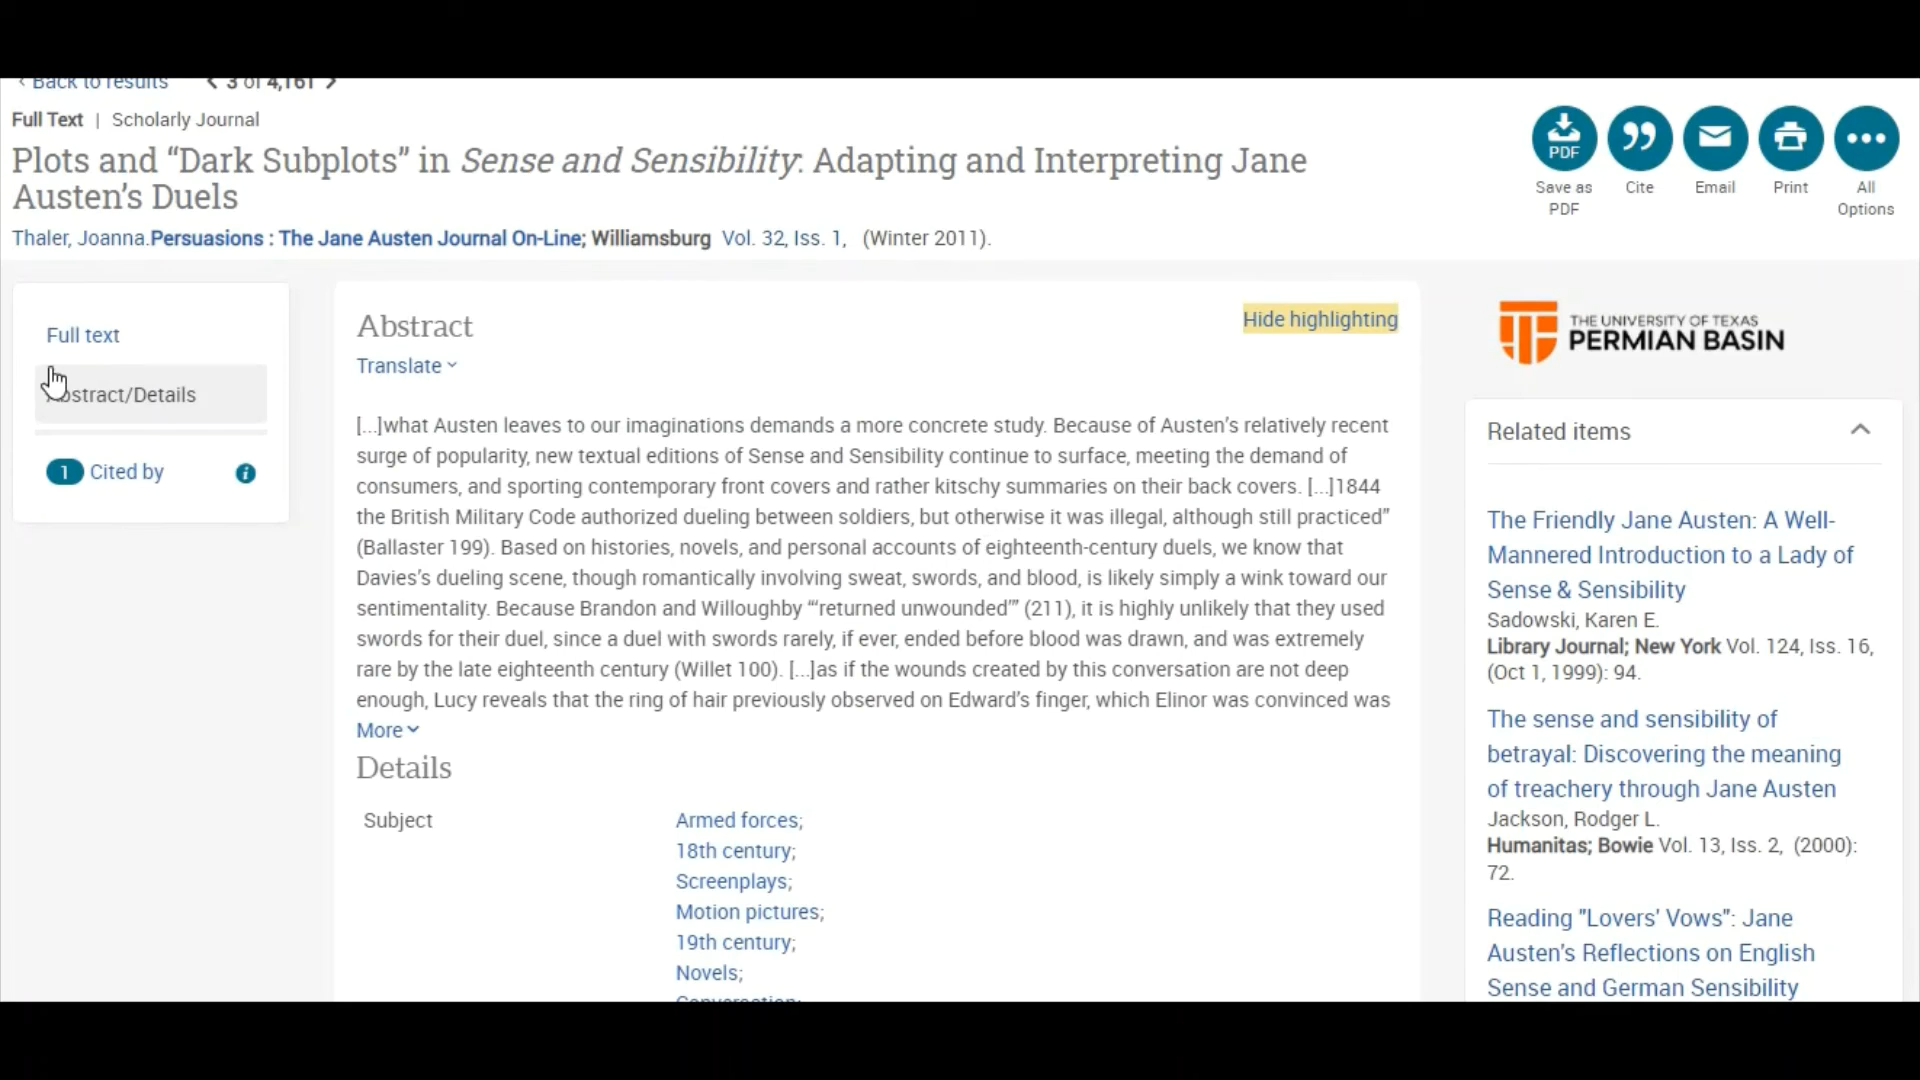 Back to results 3 of 4,161
Full Text | Scholarly Journal
Plots and “Dark Subplots” in Sense and Sensibility: Adapting and Interpreting Jane
Austen’s Duels
Thaler, Joanna.Persuasions : The Jane Austen Journal On-Line; Williamsburg Vol. 32, Iss. 1, (Winter 2011).
PDF
Save as
PDF
Cite
Email
Print
All
Options
Full text
Abstract/Details
1 Cited by
Abstract
Hide highlighting
Translate
[...]what Austen leaves to our imaginations demands a more concrete study. Because of Austen’s relatively recent
surge of popularity, new textual editions of Sense and Sensibility continue to surface, meeting the demand of
consumers, and sporting contemporary front covers and rather kitschy summaries on their back covers. [...]1844
the British Military Code authorized dueling between soldiers, but otherwise it was illegal, although still practiced”
(Ballaster 199). Based on histories, novels, and personal accounts of eighteenth-century duels, we know that
Davies’s dueling scene, though romantically involving sweat, swords, and blood, is likely simply a wink toward our
sentimentality. Because Brandon and Willoughby “‘returned unwounded’” (211), it is highly unlikely that they used
swords for their duel, since a duel with swords rarely, if ever, ended before blood was drawn, and was extremely
rare by the late eighteenth century (Willet 100). [...]as if the wounds created by this conversation are not deep
enough, Lucy reveals that the ring of hair previously observed on Edward’s finger, which Elinor was convinced was
More
Details
Subject
Armed forces;
18th century;
Screenplays;
Motion pictures;
19th century;
Novels;
Conversation;
THE UNIVERSITY OF TEXAS
PERMIAN BASIN
Related items
The Friendly Jane Austen: A Well-
Mannered Introduction to a Lady of
Sense & Sensibility
Sadowski, Karen E.
Library Journal; New York Vol. 124, Iss. 16,
(Oct 1, 1999): 94.
The sense and sensibility of
betrayal: Discovering the meaning
of treachery through Jane Austen
Jackson, Rodger L.
Humanitas; Bowie Vol. 13, Iss. 2, (2000):
72.
Reading "Lovers' Vows": Jane
Austen's Reflections on English
Sense and German Sensibility